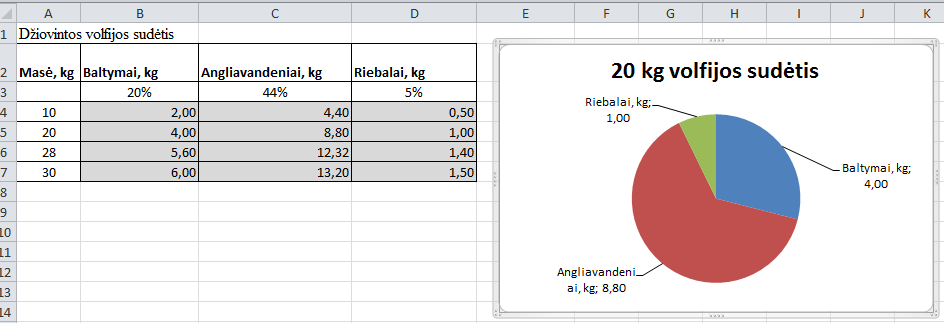 A B C D E F G H I J K
1 Džiovintos volfijos sudėtis
2 Masė, kg Baltymai, kg Angliavandeniai, kg Riebalai, kg
3 20% 44% 5%
4 10 2,00 4,40 0,50
5 20 4,00 8,80 1,00
6 28 5,60 12,32 1,40
7 30 6,00 13,20 1,50
8
9
10
11
12
13
14
20 kg volfijos sudėtis
Riebalai, kg;
1,00
Baltymai, kg;
4,00
Angliavandeni
ai, kg; 8,80